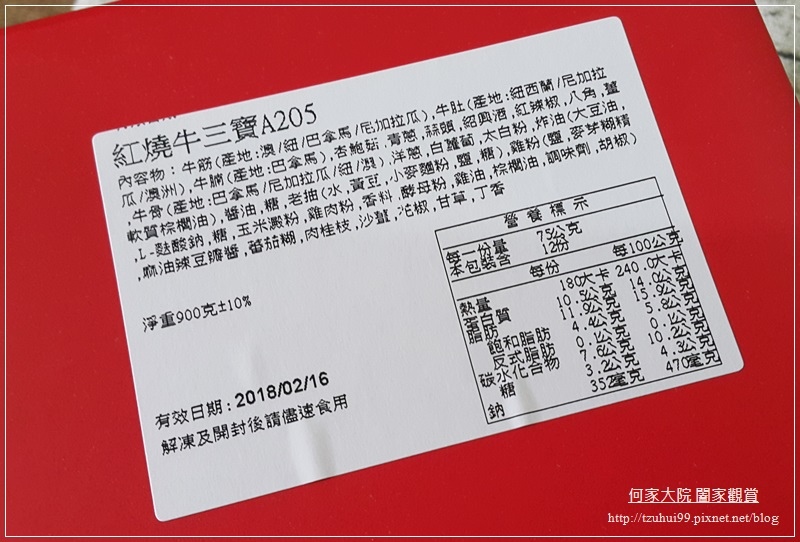 紅燒牛三寶A205
內容物：牛筋(產地:澳/紐/巴拿馬/尼加拉瓜),牛肚(產地:紐西蘭/尼加拉
瓜/澳洲),牛腩(產地:巴拿馬),杏鮑菇,青蔥,蒜頭,紹興酒,紅辣椒,八角,薑
,牛骨(產地:巴拿馬/尼加拉瓜/紐/澳),洋蔥,白蘿蔔,太白粉,炸油(大豆油,
軟質棕櫚油),醬油,糖,老抽(水,黃豆,小麥麵粉,鹽,糖),雞粉(鹽,麥芽糊精
,L-麩酸鈉,糖,玉米澱粉,雞肉粉,香料,酵母粉,雞油,棕櫚油,調味劑,胡椒)
,麻油辣豆瓣醬,蕃茄糊,肉桂枝,沙薑,花椒,甘草,丁香
淨重900克±10%
有效日期：2018/02/16
解凍及開封後請儘速食用
營養標示
每一份量 75公克
本包裝含 12份
每份 每100公克
熱量 180大卡 240.0大卡
蛋白質 10.5公克 14.0公克
脂肪 11.9公克 15.9公克
飽和脂肪 4.4公克 5.8公克
反式脂肪 0.1公克 0.1公克
碳水化合物 7.6公克 10.2公克
糖 3.2公克 4.3公克
鈉 352毫克 470毫克
何家大院 闔家觀賞
http://tzuhui99.pixnet.net/blog